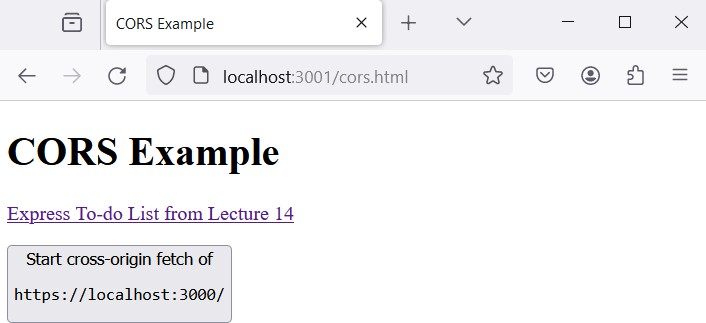 CORS Example
localhost:3001/cors.html
CORS Example
Express To-do List from Lecture 14
Start cross-origin fetch of
https://localhost:3000/